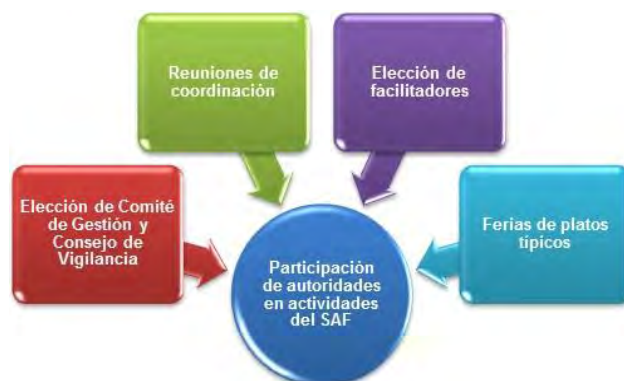 Reuniones de
coordinación
Elección de
facilitadores
Elección de Comité
de Gestión y
Consejo de
Vigilancia
Ferias de platos
típicos
Participación
de autoridades
en actividades
del SAF